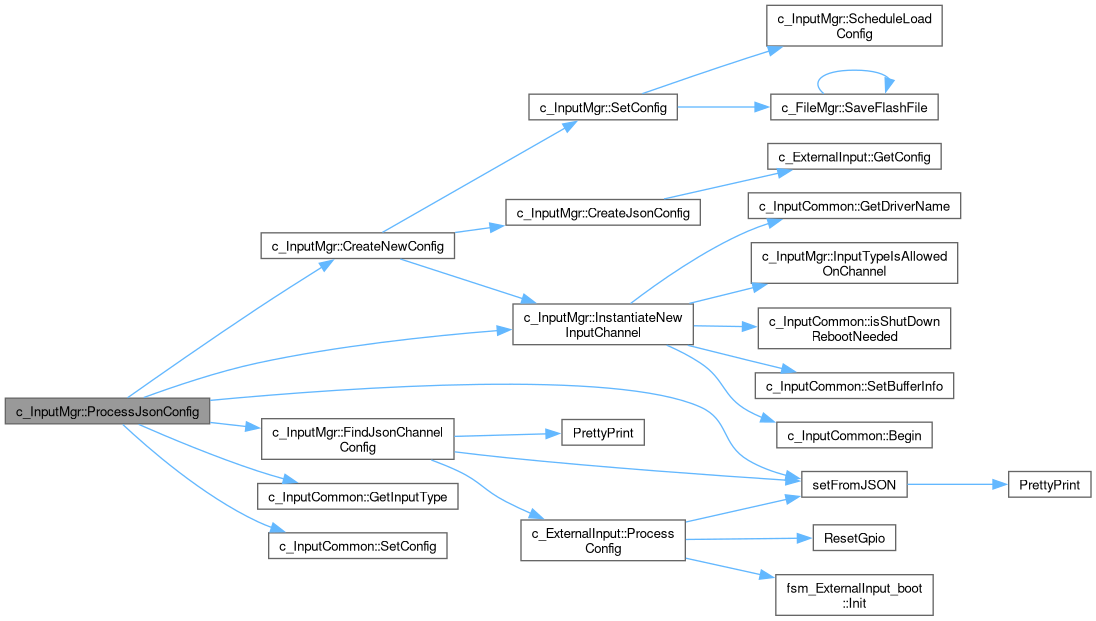 c_InputMgr::ScheduleLoad
Config
c_InputMgr::SetConfig
c_FileMgr::SaveFlashFile
c_ExternalInput::GetConfig
c_InputMgr::CreateJsonConfig
c_InputCommon::GetDriverName
c_InputMgr::CreateNewConfig
c_InputMgr::InputTypeIsAllowed
OnChannel
c_InputMgr::InstantiateNew
InputChannel
c_InputCommon::isShutDown
RebootNeeded
c_InputCommon::SetBufferInfo
c_InputMgr::ProcessJsonConfig
c_InputMgr::FindJsonChannel
Config
PrettyPrint
c_InputCommon::Begin
c_InputCommon::GetInputType
setFromJSON
PrettyPrint
c_InputCommon::SetConfig
c_ExternalInput::Process
Config
ResetGpio
fsm_ExternalInput_boot
::Init